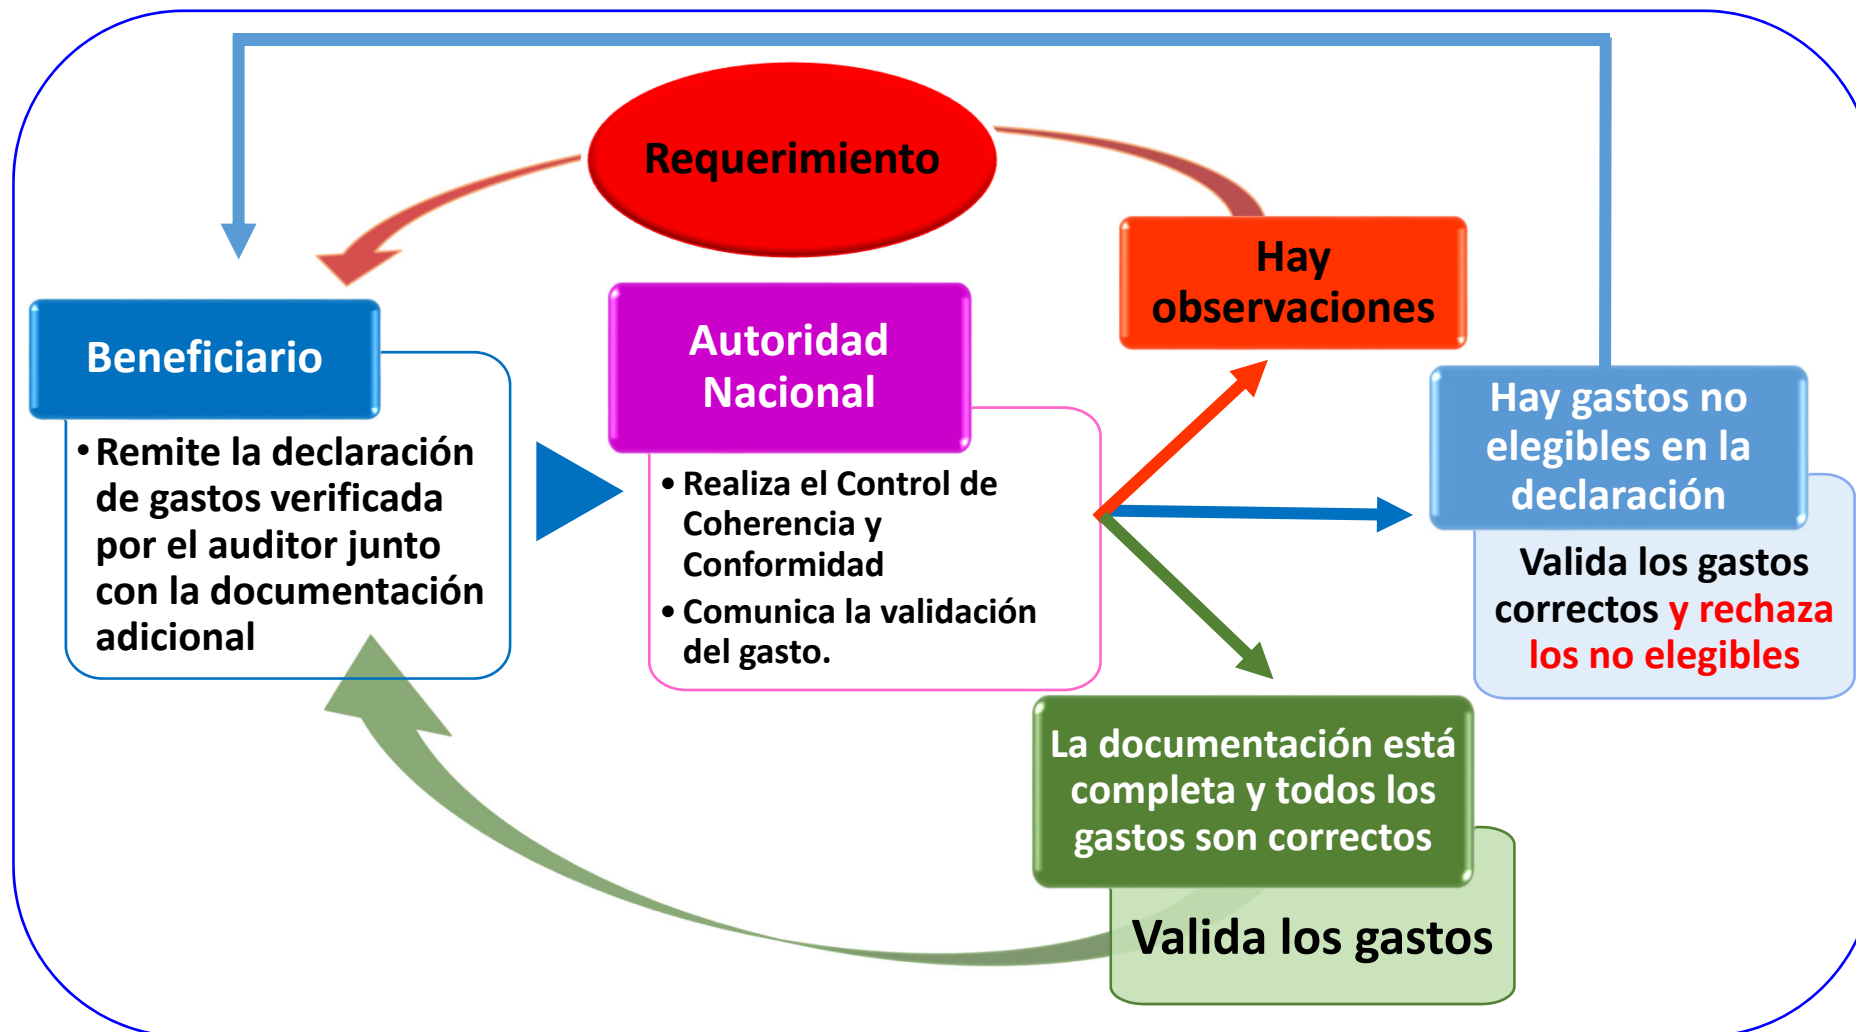 Requerimiento
Hay
observaciones
Beneficiario
• Remite la declaración
de gastos verificada
por el auditor junto
con la documentación
adicional
Autoridad
Nacional
• Realiza el Control de
Coherencia y
Conformidad
• Comunica la validación
del gasto.
Hay gastos no
elegibles en la
declaración
Valida los gastos
correctos y rechaza
los no elegibles
La documentación está
completa y todos los
gastos son correctos
Valida los gastos